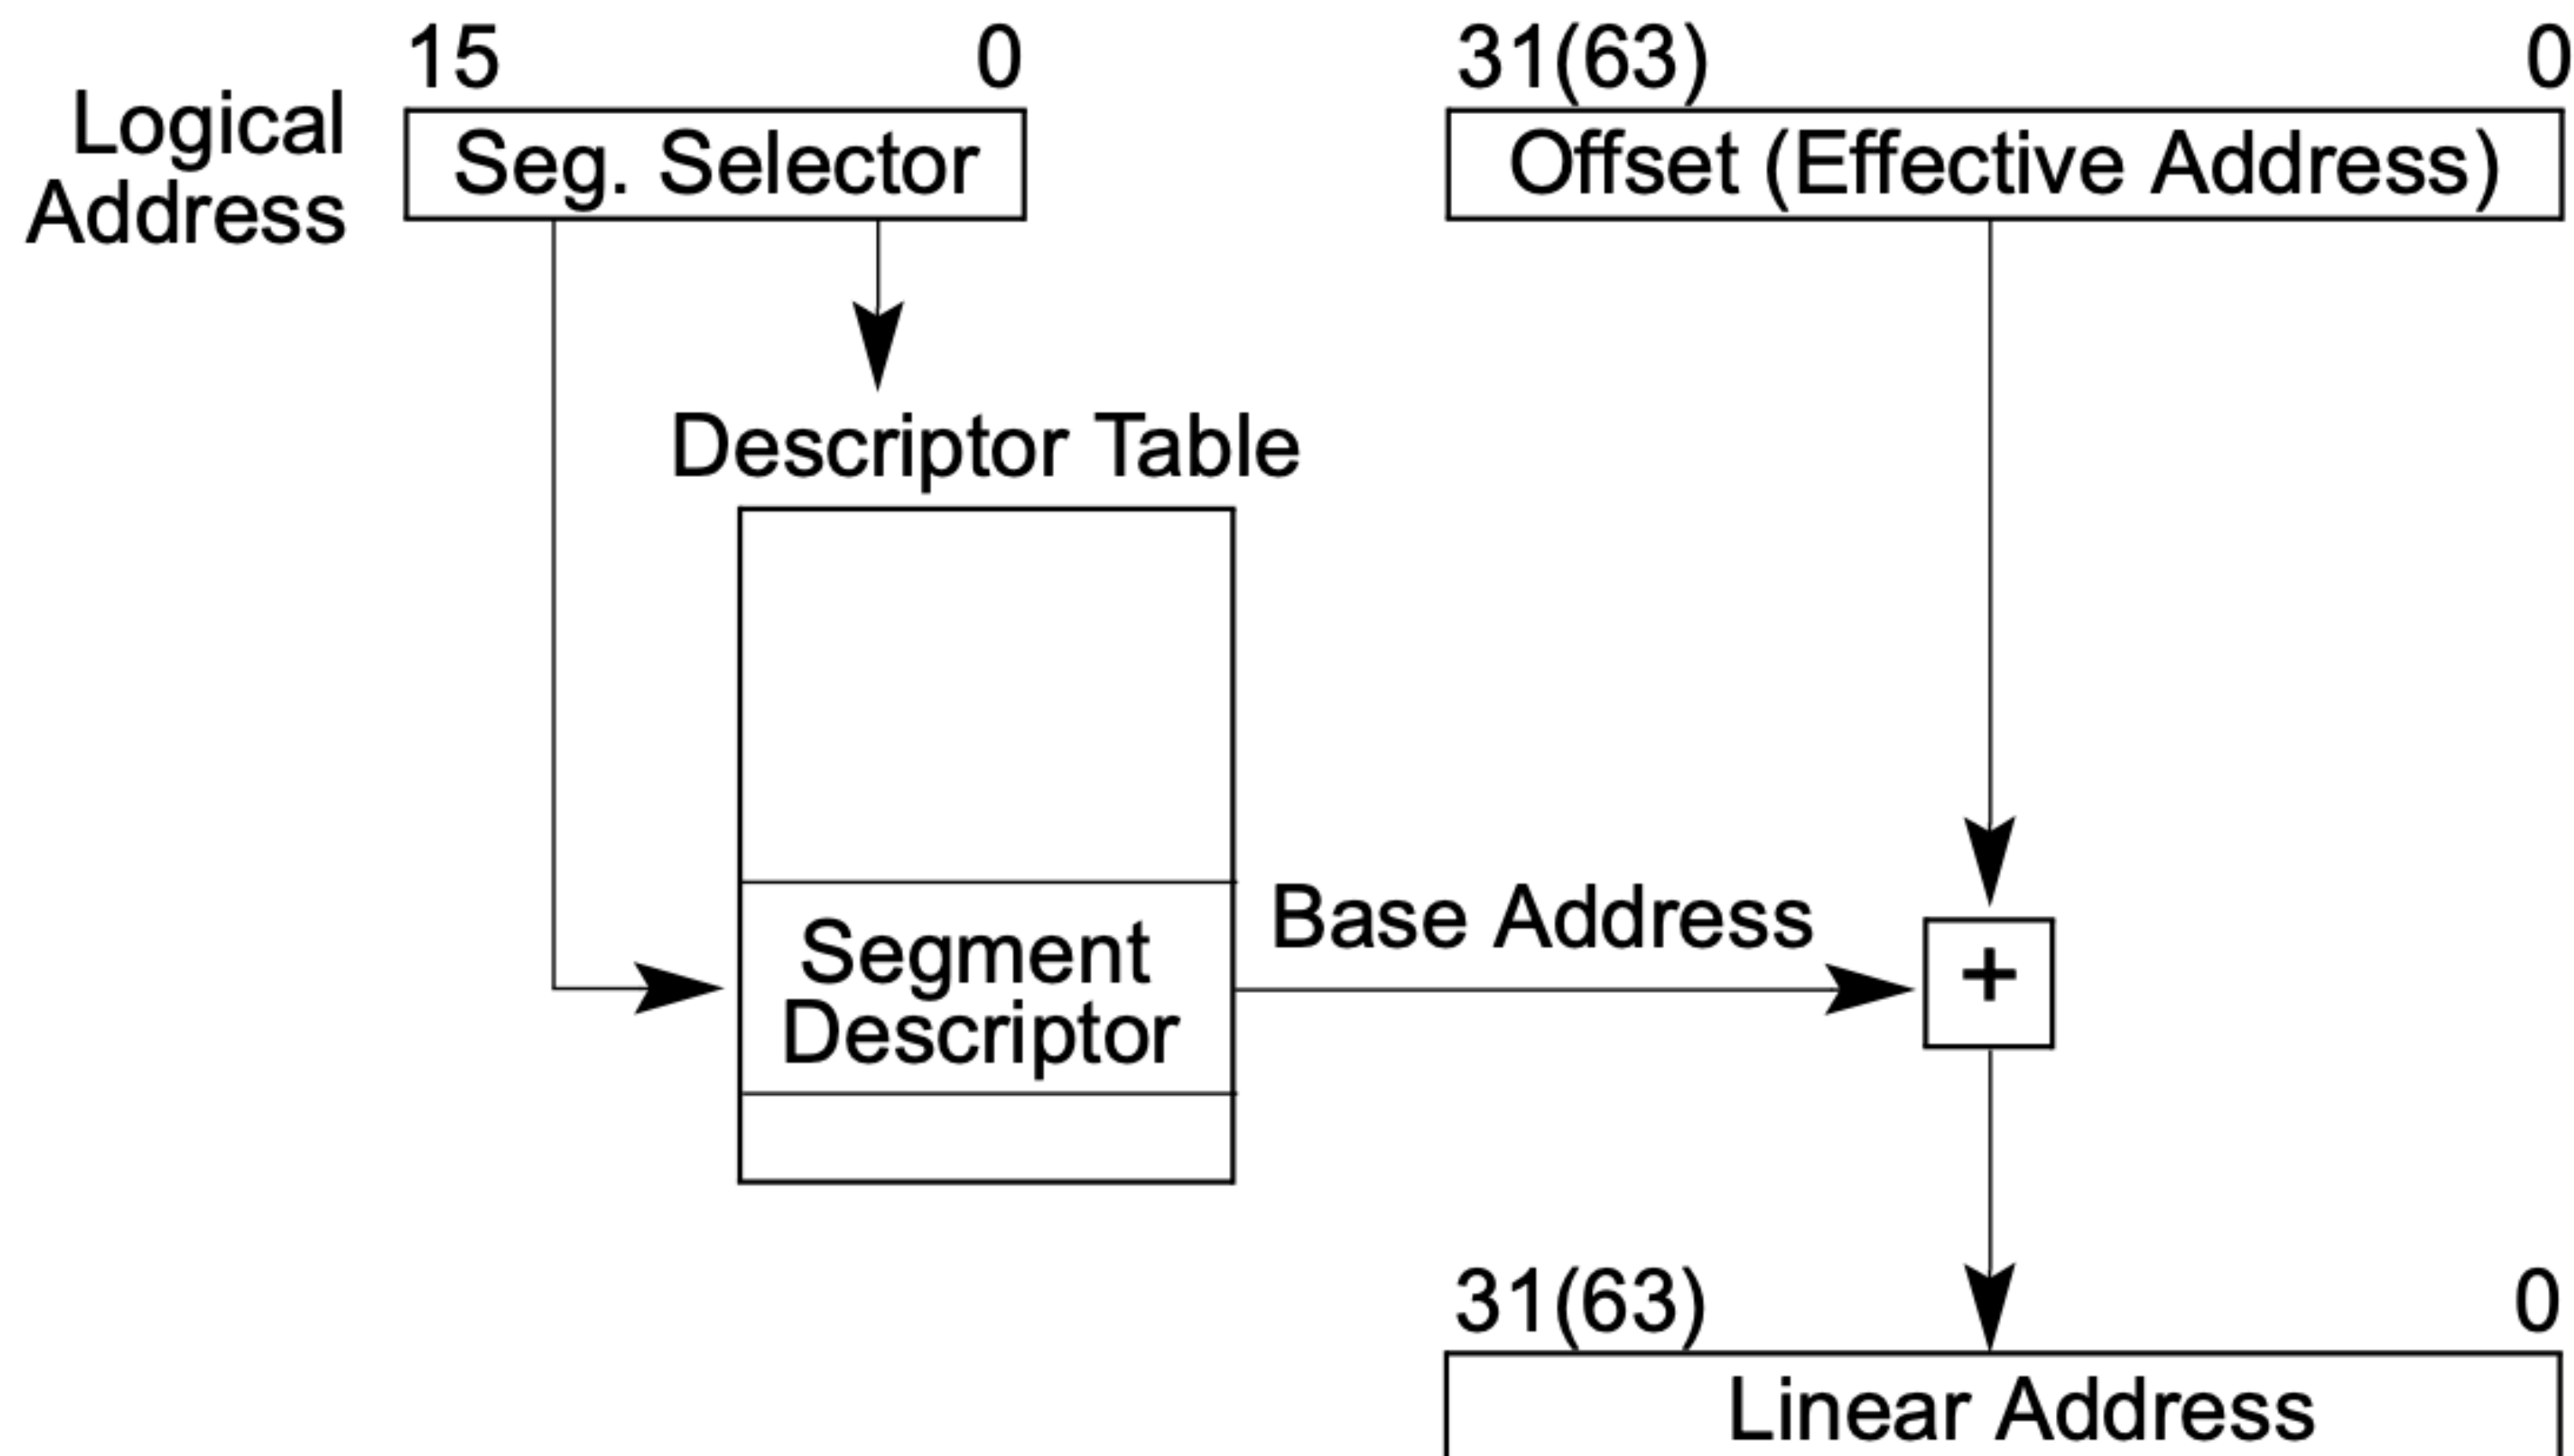 15 0
31(63) 0
Logical
Address
Seg. Selector
Offset (Effective Address)
Descriptor Table
Segment
Descriptor
Base Address
+
31(63) 0
Linear Address